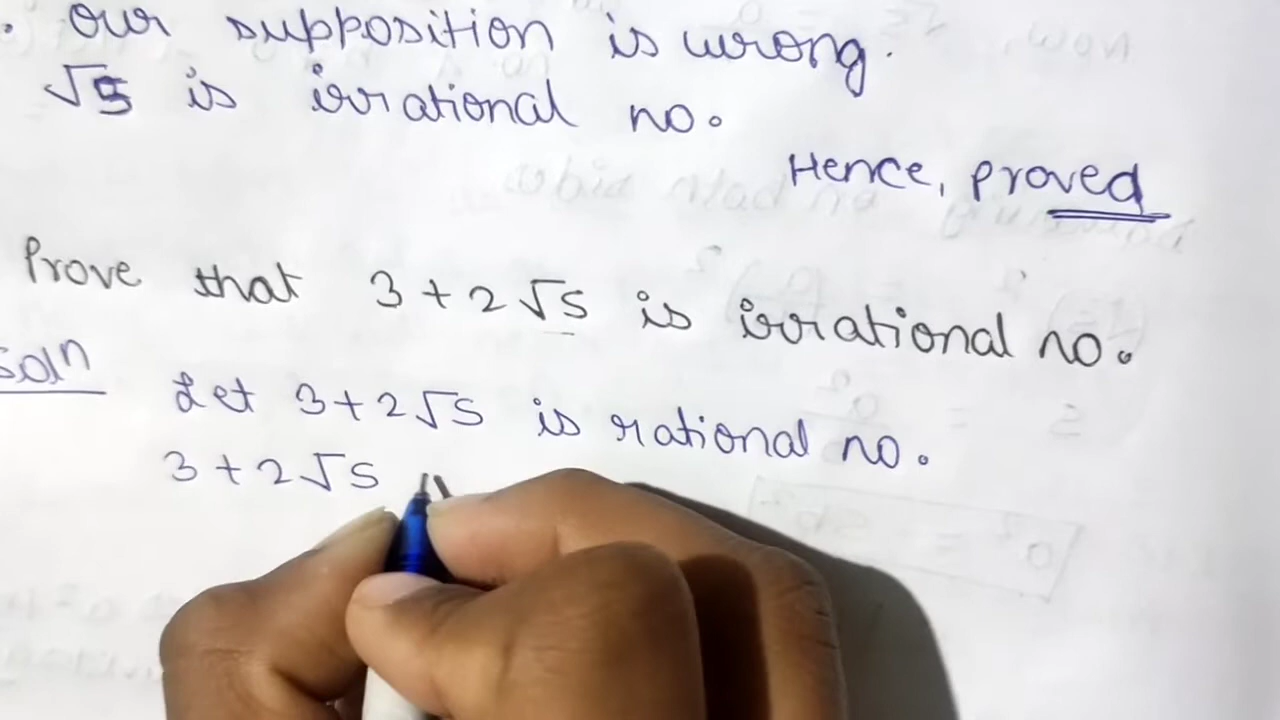 . Our suppposition is wrong.
√5 is irrational no.
Hence, proved
Prove that 3+2√5 is irrational no.
Soln
Let 3+2√5 is rational no.
3+2√5